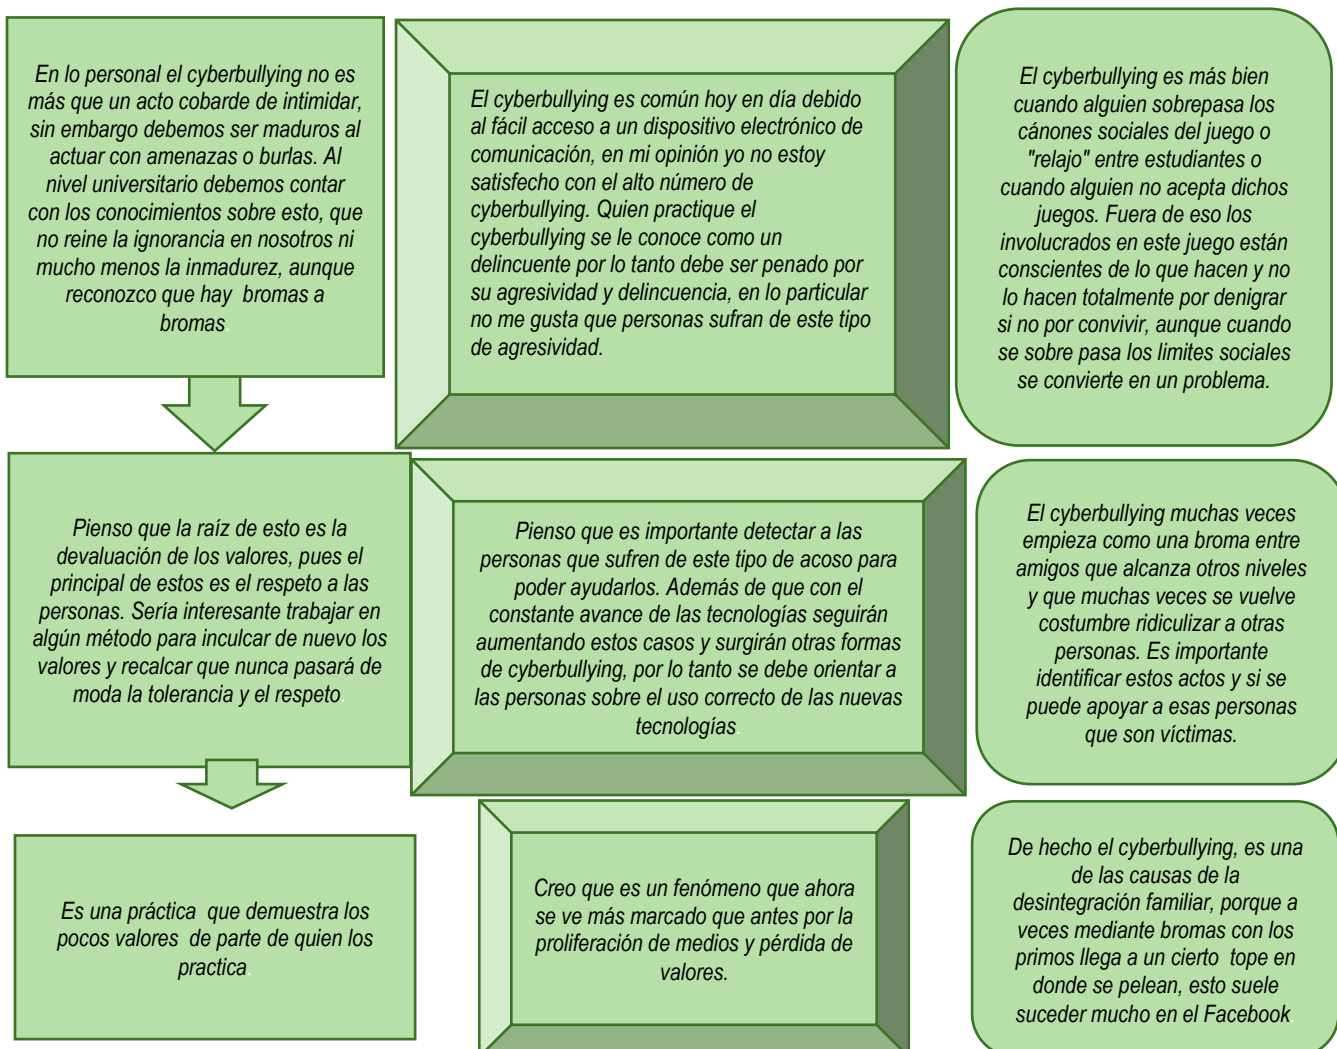 En lo personal el cyberbullying no es
más que un acto cobarde de intimidar,
sin embargo debemos ser maduros al
actuar con amenazas o burlas. Al
nivel universitario debemos contar
con los conocimientos sobre esto, que
no reine la ignorancia en nosotros ni
mucho menos la inmadurez, aunque
reconozco que hay  bromas a
bromas.
El cyberbullying es común hoy en día debido
al fácil acceso a un dispositivo electrónico de
comunicación, en mi opinión yo no estoy
satisfecho con el alto número de
cyberbullying. Quien practique el
cyberbullying se le conoce como un
delincuente por lo tanto debe ser penado por
su agresividad y delincuencia, en lo particular
no me gusta que personas sufran de este tipo
de agresividad.
El cyberbullying es más bien
cuando alguien sobrepasa los
cánones sociales del juego o
"relajo" entre estudiantes o
cuando alguien no acepta dichos
juegos. Fuera de eso los
involucrados en este juego están
conscientes de lo que hacen y no
lo hacen totalmente por denigrar
si no por convivir, aunque cuando
se sobre pasa los limites sociales
se convierte en un problema.
Pienso que la raíz de esto es la
devaluación de los valores, pues el
principal de estos es el respeto a las
personas. Sería interesante trabajar en
algún método para inculcar de nuevo los
valores y recalcar que nunca pasará de
moda la tolerancia y el respeto.
Pienso que es importante detectar a las
personas que sufren de este tipo de acoso para
poder ayudarlos. Además de que con el
constante avance de las tecnologías seguirán
aumentando estos casos y surgirán otras formas
de cyberbullying, por lo tanto se debe orientar a
las personas sobre el uso correcto de las nuevas
tecnologías.
El cyberbullying muchas veces
empieza como una broma entre
amigos que alcanza otros niveles
y que muchas veces se vuelve
costumbre ridiculizar a otras
personas. Es importante
identificar estos actos y si se
puede apoyar a esas personas
que son víctimas.
Es una práctica  que demuestra los
pocos valores  de parte de quien los
practica.
Creo que es un fenómeno que ahora
se ve más marcado que antes por la
proliferación de medios y pérdida de
valores.
De hecho el cyberbullying, es una
de las causas de la
desintegración familiar, porque a
veces mediante bromas con los
primos llega a un cierto  tope en
donde se pelean, esto suele
suceder mucho en el Facebook.